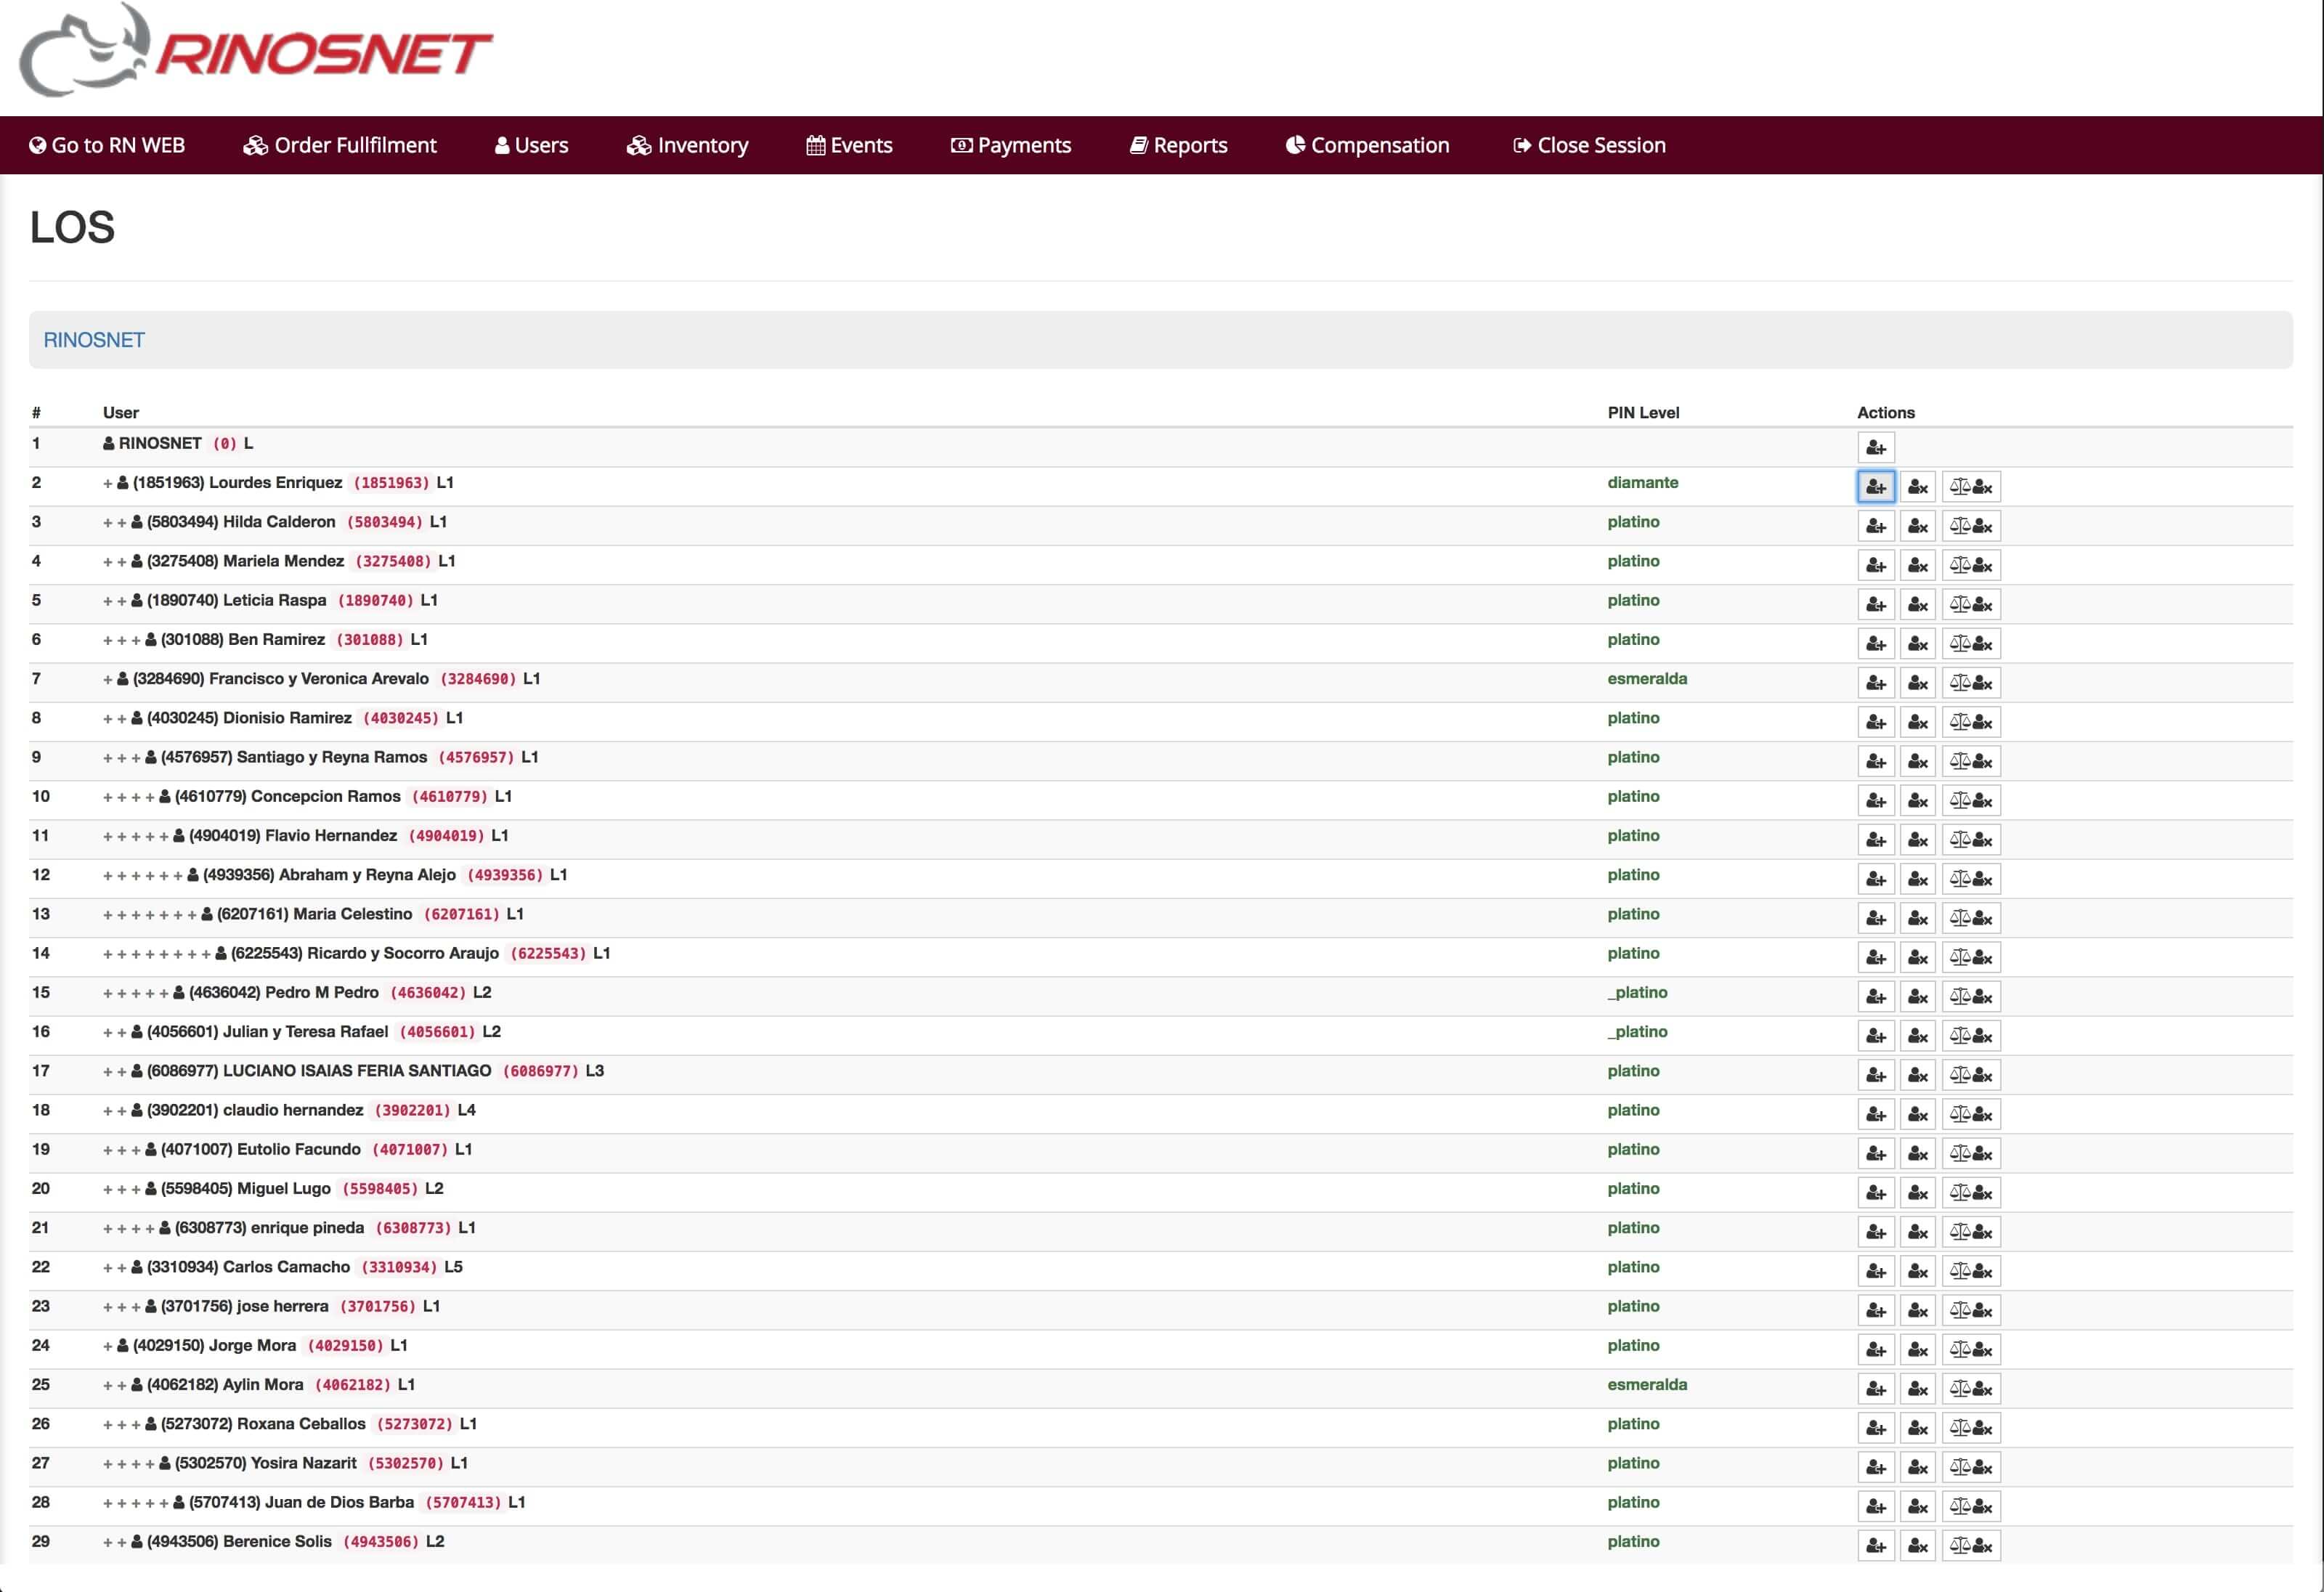 RINOSNET
Go to RN WEB Order Fullfilment Users Inventory Events Payments Reports Compensation Close Session
LOS
RINOSNET
# User PIN Level Actions
1 RINOSNET (0) L
2 + (1851963) Lourdes Enriquez (1851963) L1 diamante
3 + + (5803494) Hilda Calderon (5803494) L1 platino
4 + + (3275408) Mariela Mendez (3275408) L1 platino
5 + + (1890740) Leticia Raspa (1890740) L1 platino
6 + + + (301088) Ben Ramirez (301088) L1 platino
7 + (3284690) Francisco y Veronica Arevalo (3284690) L1 esmeralda
8 + + (4030245) Dionisio Ramirez (4030245) L1 platino
9 + + + (4576957) Santiago y Reyna Ramos (4576957) L1 platino
10 + + + + (4610779) Concepcion Ramos (4610779) L1 platino
11 + + + + + (4904019) Flavio Hernandez (4904019) L1 platino
12 + + + + + + (4939356) Abraham y Reyna Alejo (4939356) L1 platino
13 + + + + + + + (6207161) Maria Celestino (6207161) L1 platino
14 + + + + + + + + (6225543) Ricardo y Socorro Araujo (6225543) L1 platino
15 + + + + + (4636042) Pedro M Pedro (4636042) L2 _platino
16 + + (4056601) Julian y Teresa Rafael (4056601) L2 _platino
17 + + (6086977) LUCIANO ISAIAS FERIA SANTIAGO (6086977) L3 platino
18 + + (3902201) claudio hernandez (3902201) L4 platino
19 + + + (4071007) Eutolio Facundo (4071007) L1 platino
20 + + + (5598405) Miguel Lugo (5598405) L2 platino
21 + + + + (6308773) enrique pineda (6308773) L1 platino
22 + + (3310934) Carlos Camacho (3310934) L5 platino
23 + + + (3701756) jose herrera (3701756) L1 platino
24 + (4029150) Jorge Mora (4029150) L1 platino
25 + + (4062182) Aylin Mora (4062182) L1 esmeralda
26 + + + (5273072) Roxana Ceballos (5273072) L1 platino
27 + + + + (5302570) Yosira Nazarit (5302570) L1 platino
28 + + + + + (5707413) Juan de Dios Barba (5707413) L1 platino
29 + + (4943506) Berenice Solis (4943506) L2 platino